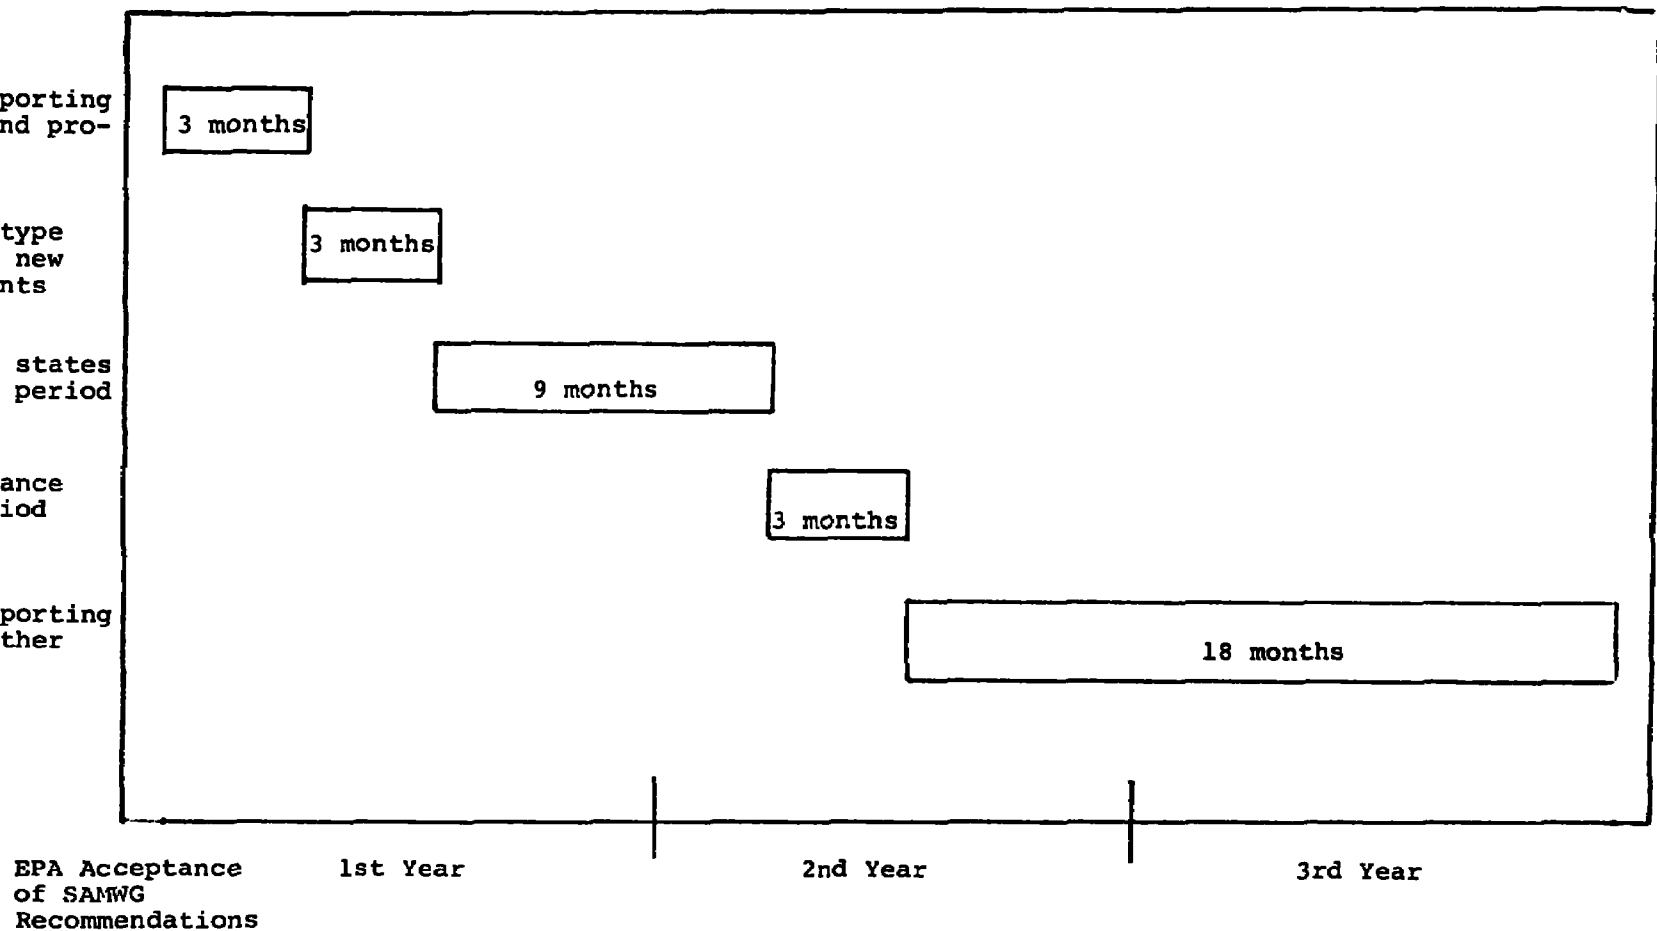 porting
nd pro-
3 months
type
new
nts
3 months
states
period
9 months
ance
iod
3 months
porting
ther
18 months
EPA Acceptance
of SAMWG
Recommendations
1st Year
2nd Year
3rd Year